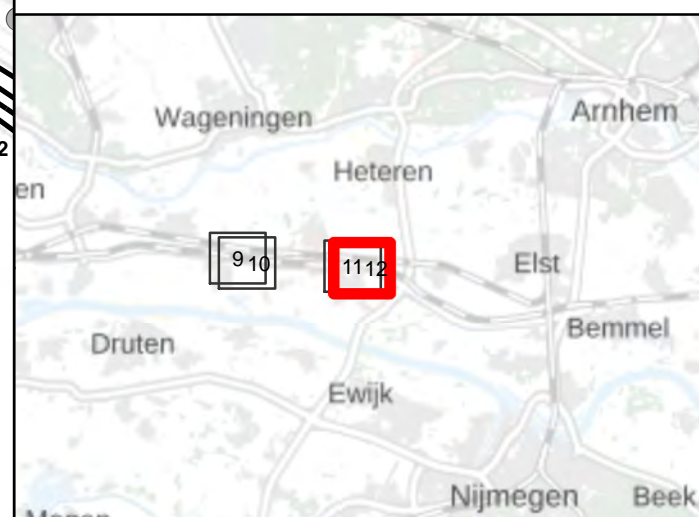 Wageningen
Arnhem
2
Heteren
en
9 10
11 12
Elst
Bemmel
Druten
Ewijk
Nijmegen
Beek